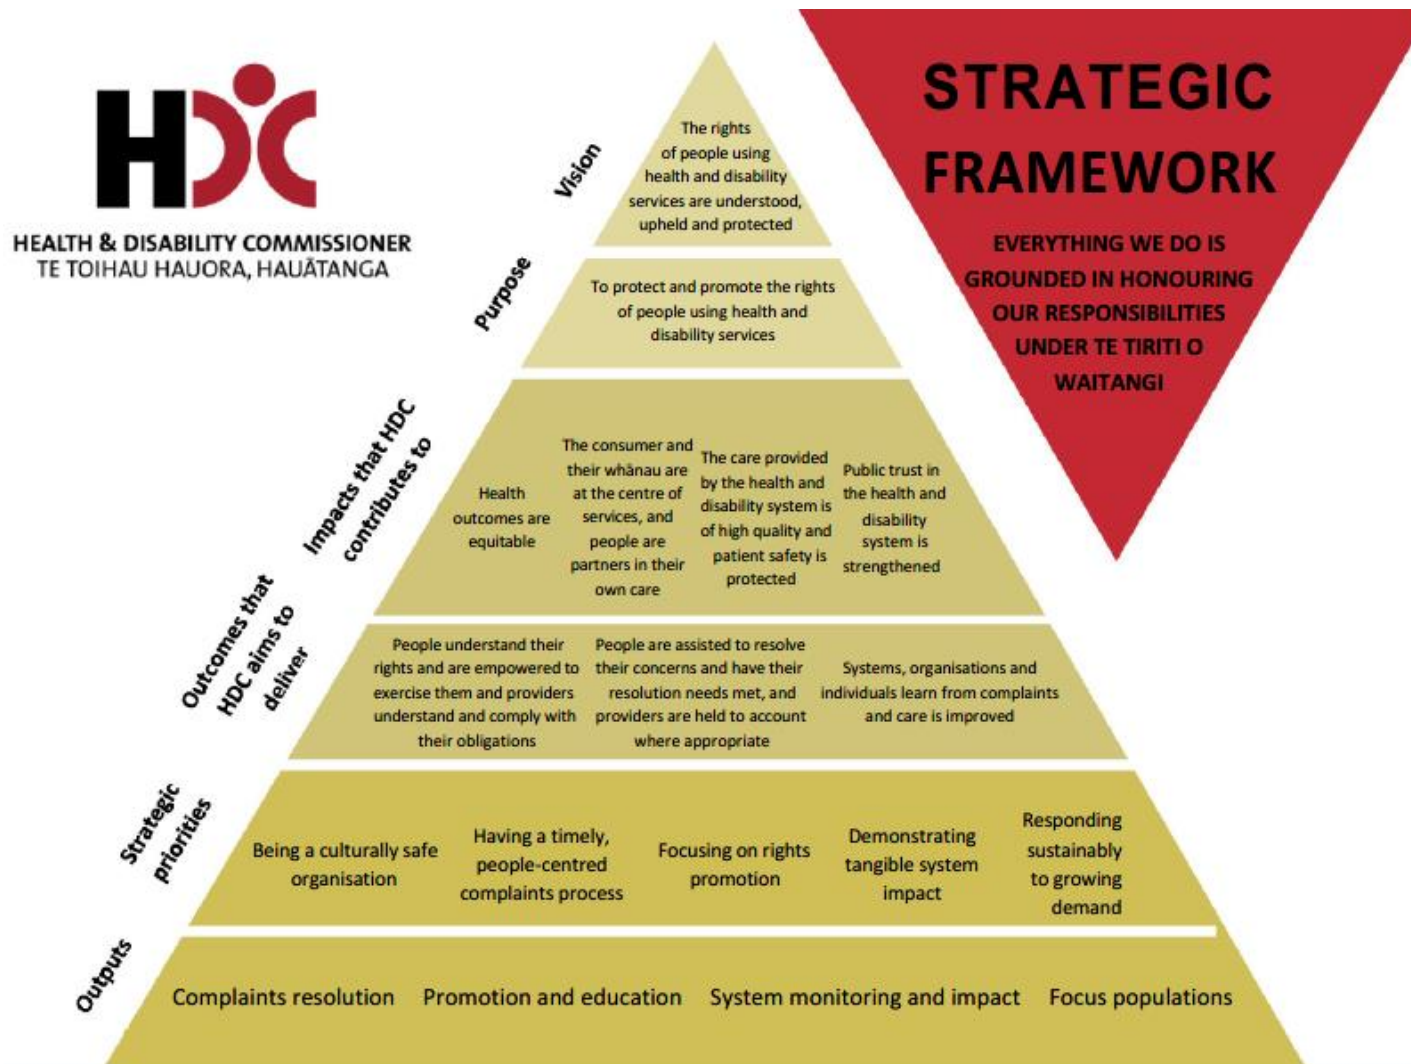 HDC
HEALTH & DISABILITY COMMISSIONER
TE TOIHAU HAUORA, HAUĀTANGA
STRATEGIC
FRAMEWORK
EVERYTHING WE DO IS
GROUNDED IN HONOURING
OUR RESPONSIBILITIES
UNDER TE TIRITI O
WAITANGI
Vision
The rights
of people using
health and disability
services are understood,
upheld and protected
Purpose
To protect and promote the rights
of people using health and
disability services
Impacts that HDC
contributes to
Health
outcomes are
equitable
The consumer and
their whānau are
at the centre of
services, and
people are
partners in their
own care
The care provided
by the health and
disability system is
of high quality and
patient safety is
protected
Public trust in
the health and
disability
system is
strengthened
Outcomes that
HDC aims to
deliver
People understand their
rights and are empowered to
exercise them and providers
understand and comply with
their obligations
People are assisted to resolve
their concerns and have their
resolution needs met, and
providers are held to account
where appropriate
Systems, organisations and
individuals learn from complaints
and care is improved
Strategic
priorities
Being a culturally safe
organisation
Having a timely,
people-centred
complaints process
Focusing on rights
promotion
Demonstrating
tangible system
impact
Responding
sustainably
to growing
demand
Outputs
Complaints resolution
Promotion and education
System monitoring and impact
Focus populations